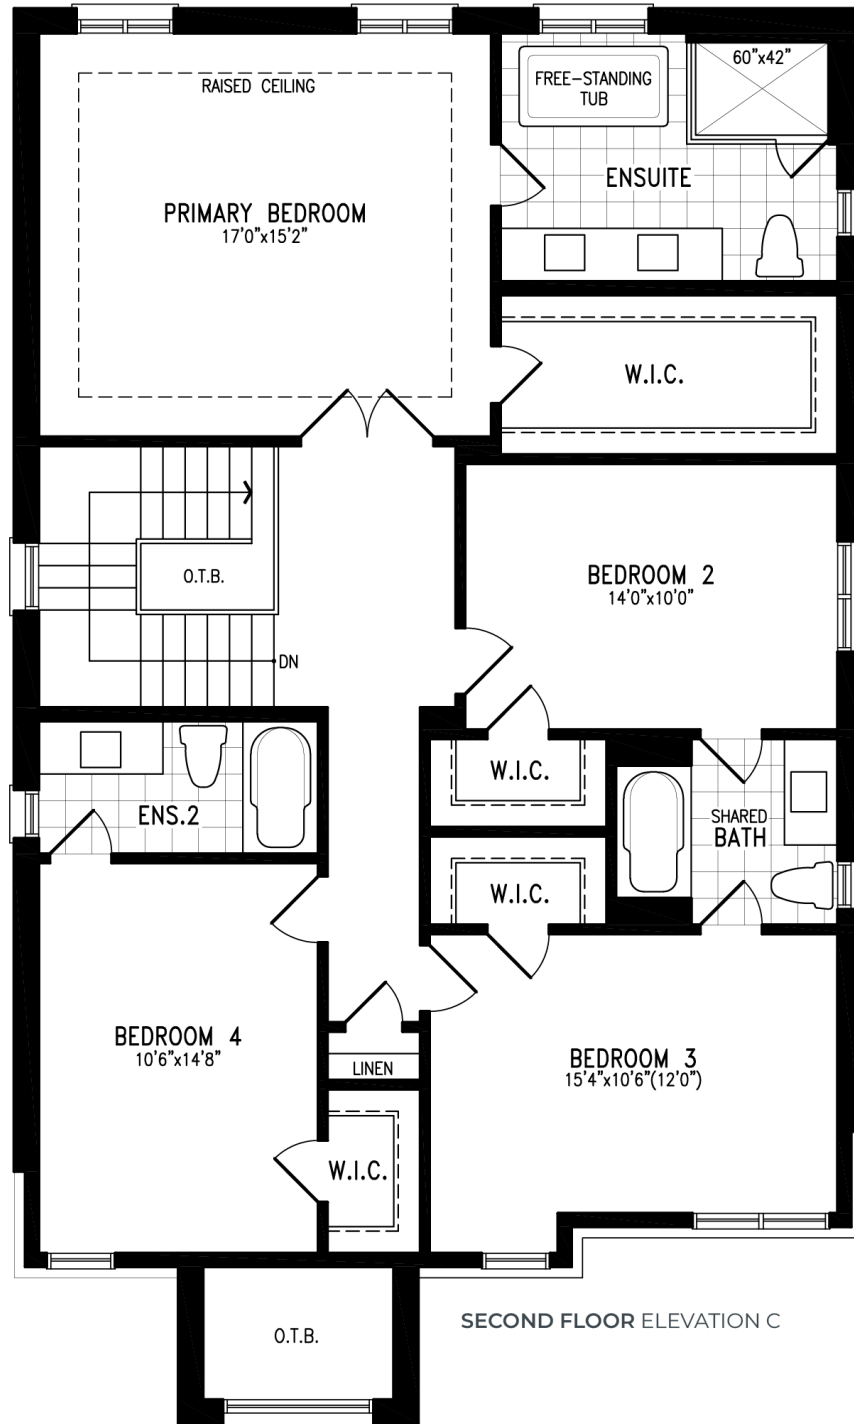 60"x42"
FREE-STANDING
TUB
RAISED CEILING
ENSUITE
PRIMARY BEDROOM
17'0"x15'2"
W.I.C.
BEDROOM 2
14'0"x10'0"
O.T.B.
DN
W.I.C.
ENS.2
SHARED
BATH
W.I.C.
BEDROOM 4
10'6"x14'8"
BEDROOM 3
15'4"x10'6"(12'0")
LINEN
W.I.C.
SECOND FLOOR ELEVATION C
O.T.B.